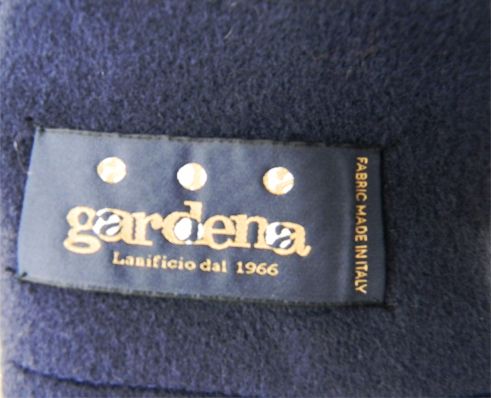 gardena
Lanificio dal 1966
FABRIC MADE IN ITALY